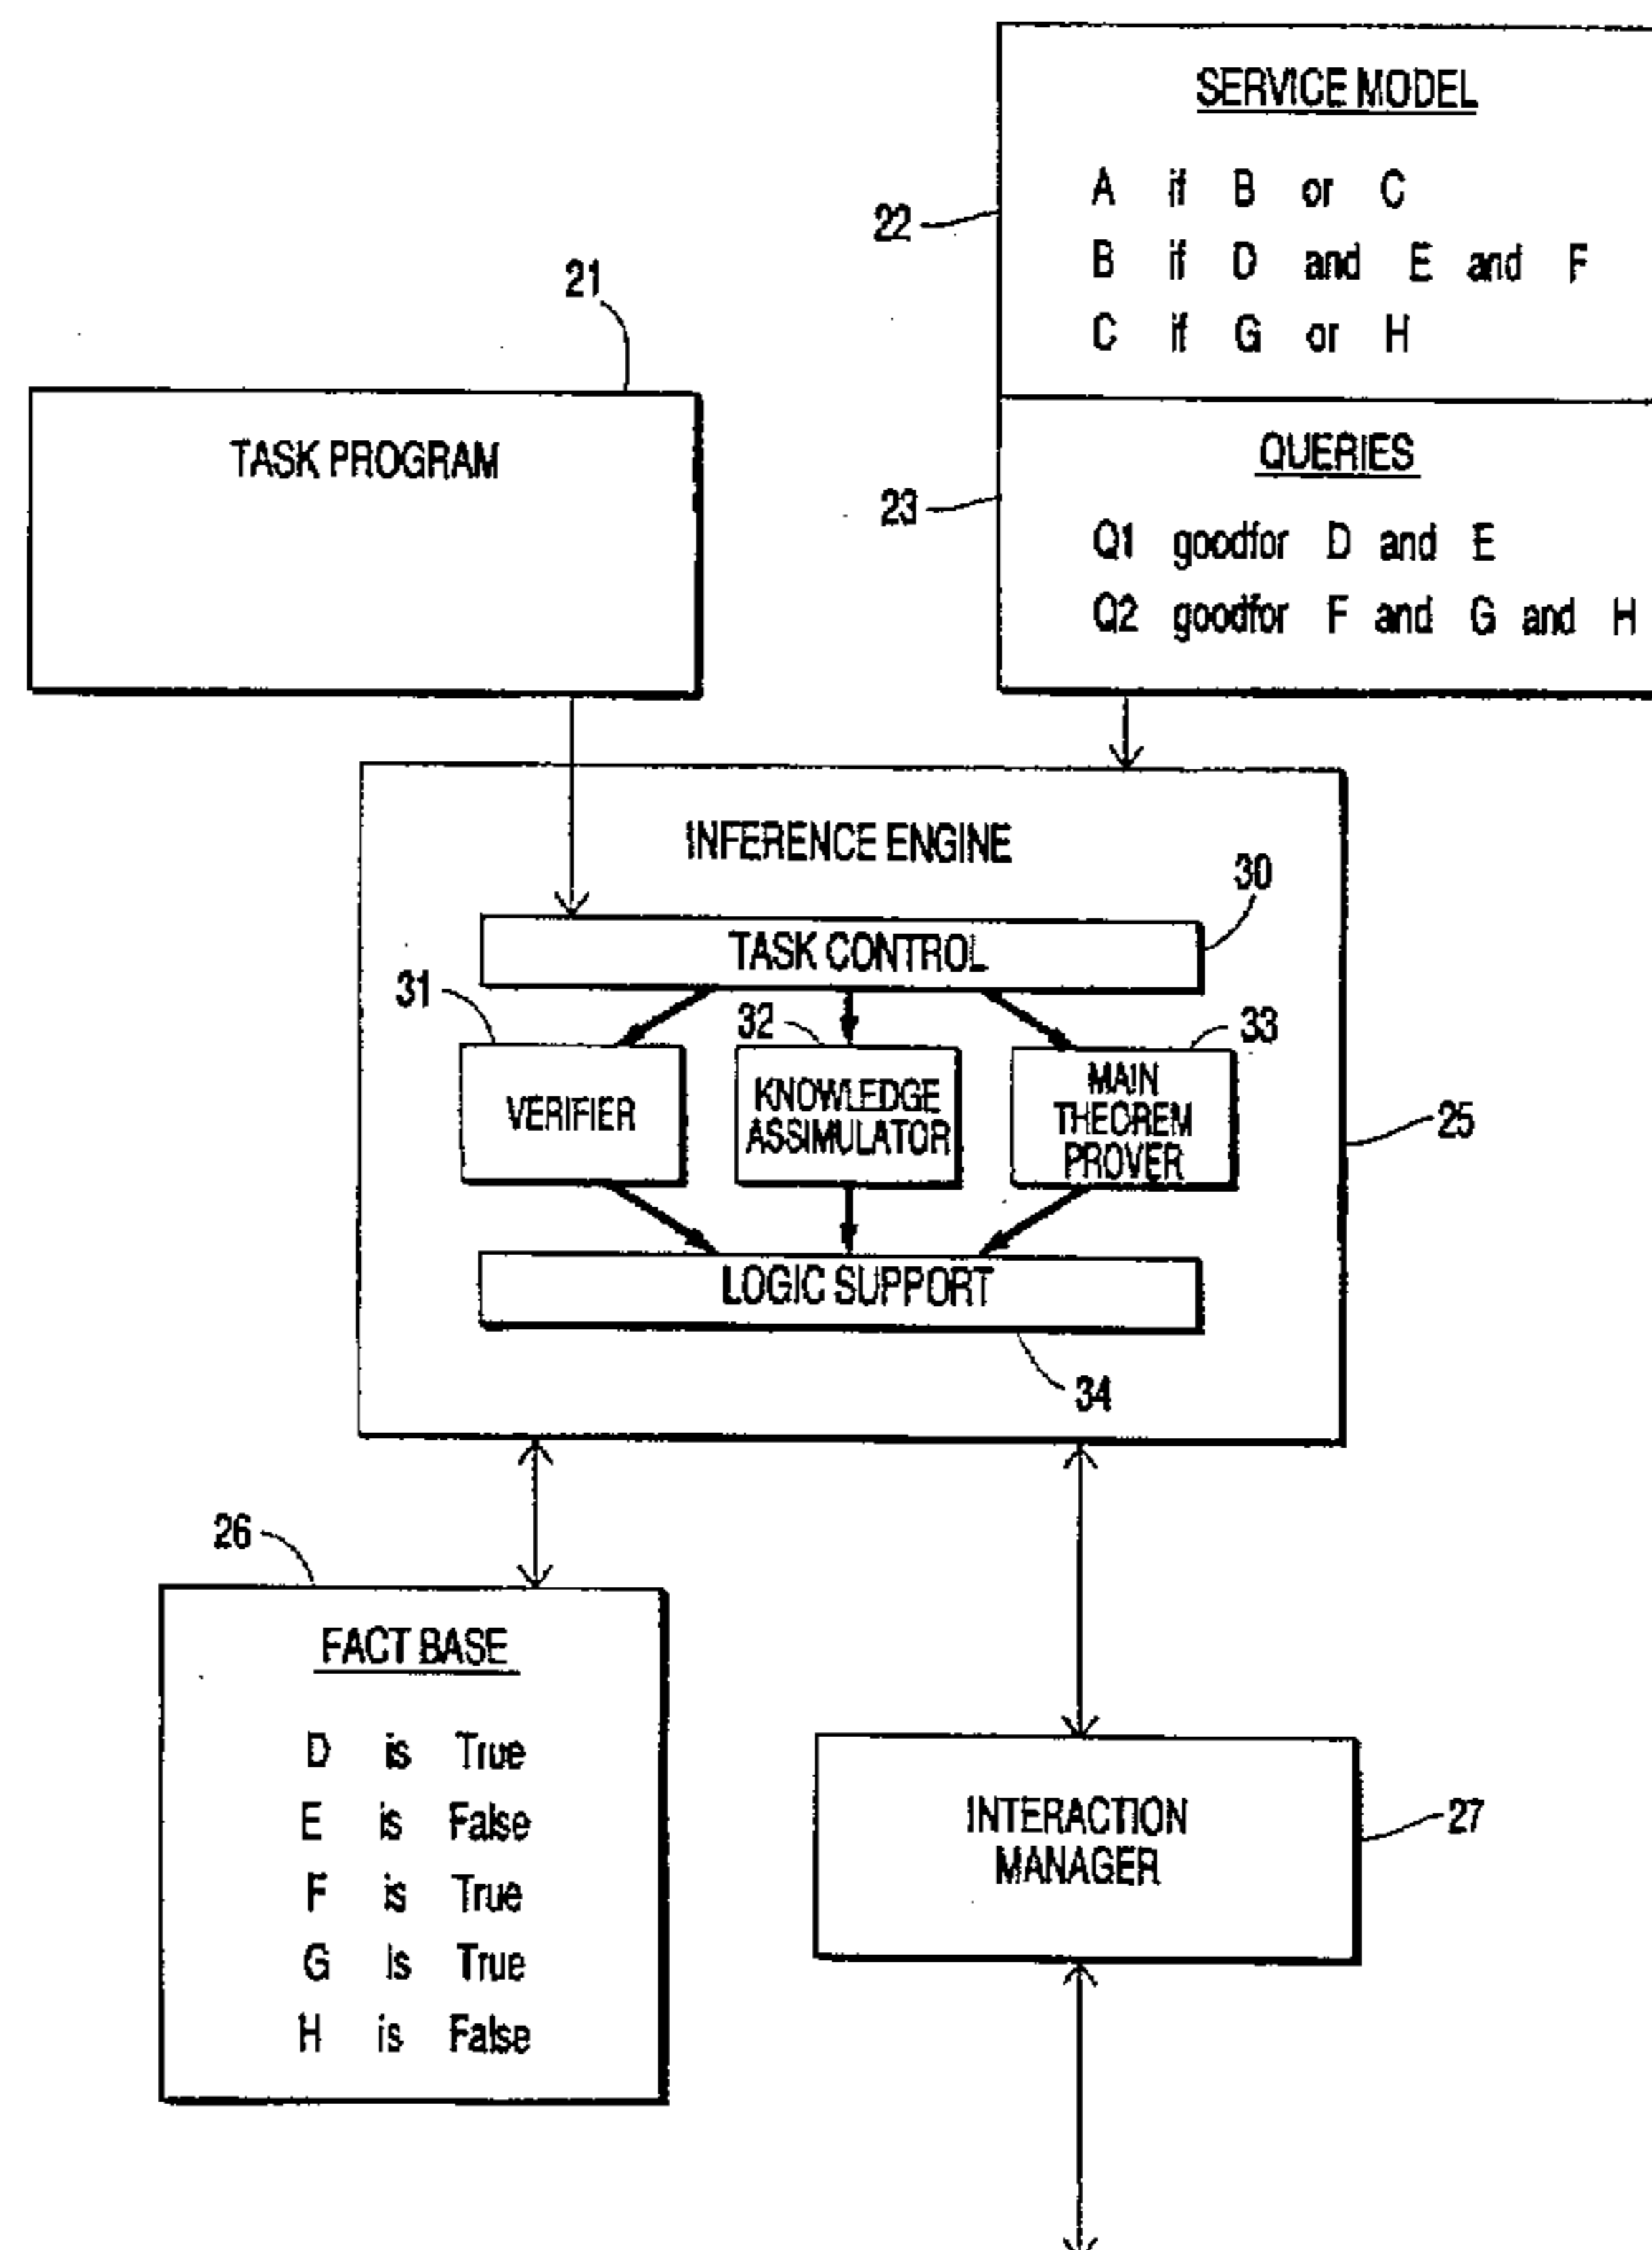 SERVICE MODEL
A if B or C
22
B if D and E and F
C if G or H
21
TASK PROGRAM
QUERIES
23
Q1 goodfor D and E
Q2 goodfor F and G and H
INFERENCE ENGINE
30
TASK CONTROL
31
32
33
VERIFIER
KNOWLEDGE
ASSIMULATOR
MAIN
THEOREM
PROVER
25
LOGIC SUPPORT
34
26
FACT BASE
D is True
E is False
F is True
G is True
H is False
INTERACTION
MANAGER
27